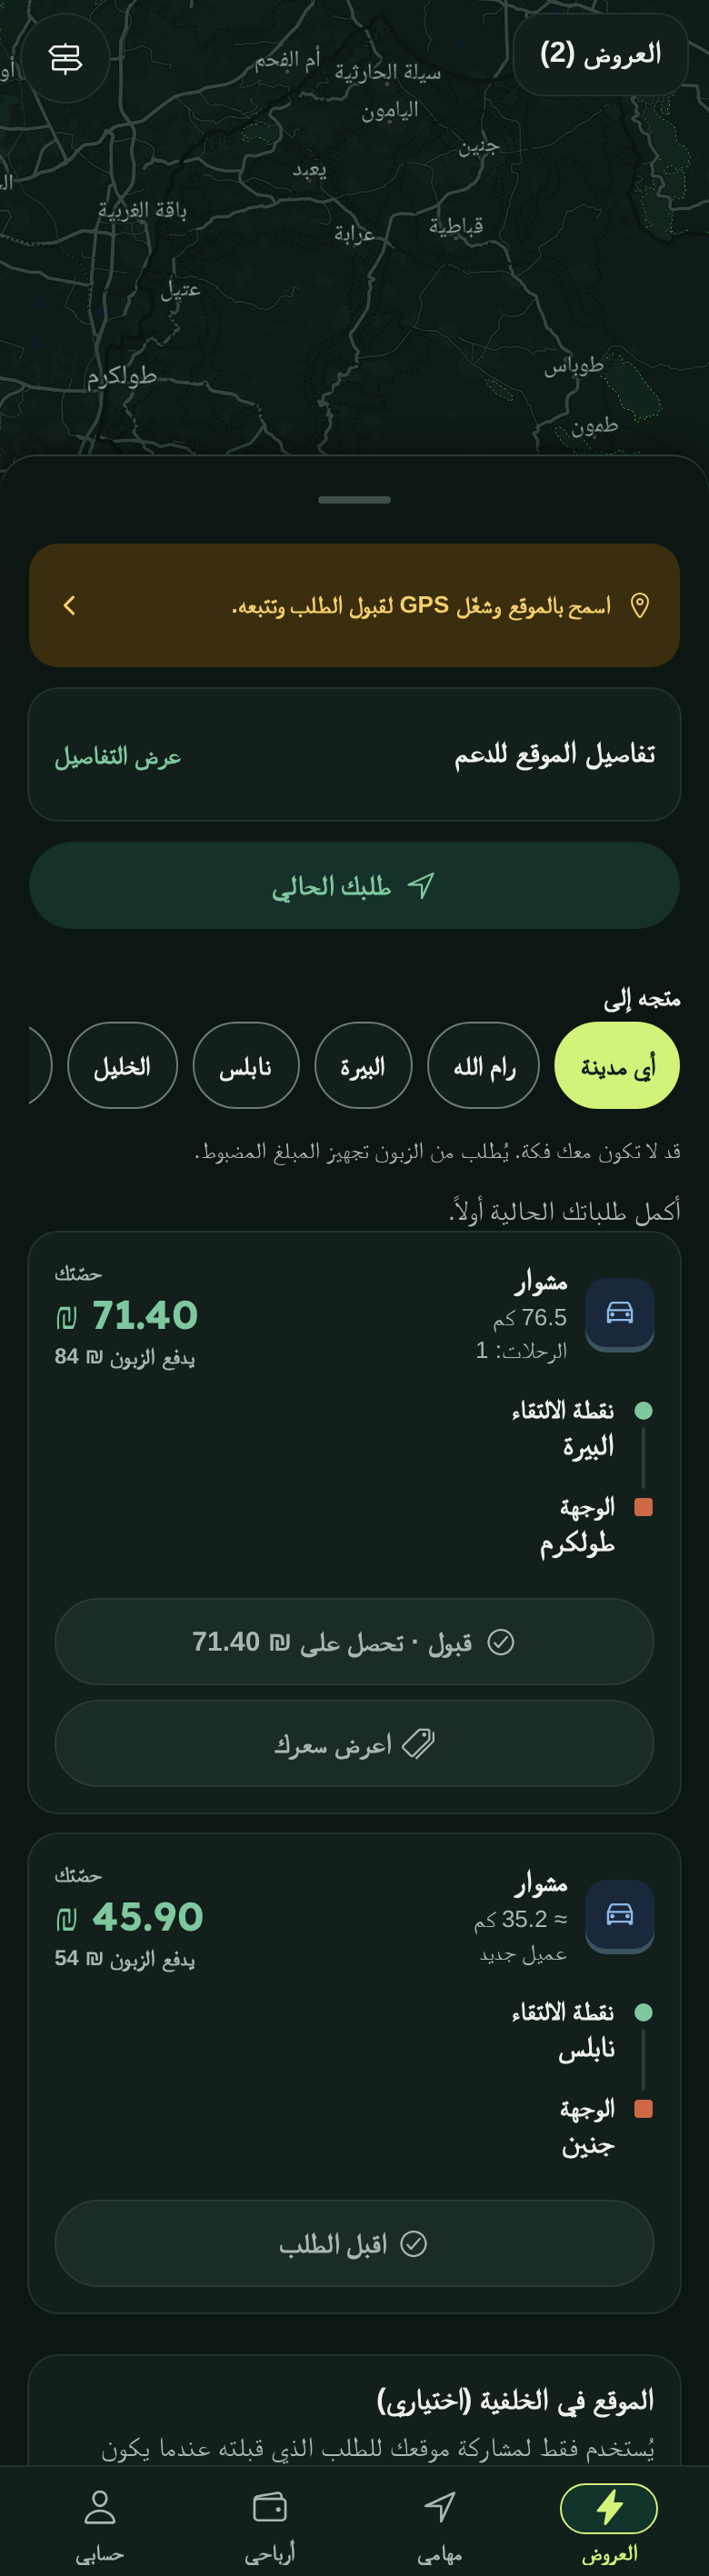 العروض (2)
أم الفحم
سيلة الحارثية
اليامون
جنين
يعبد
باقة الغربية
قباطية
عرابة
عتيل
طوباس
طولكرم
طمون
اسمح بالموقع وشغّل GPS لقبول الطلب وتتبعه.
تفاصيل الموقع للدعم
عرض التفاصيل
طلبك الحالي
متجه إلى
أي مدينة
رام الله
البيرة
نابلس
الخليل
قد لا تكون معك فكة. يُطلب من الزبون تجهيز المبلغ المضبوط.
أكمل طلباتك الحالية أولاً.
مشوار
76.5 كم
الرحلات: 1
حصّتك
71.40 ₪
يدفع الزبون ₪ 84
نقطة الالتقاء
البيرة
الوجهة
طولكرم
قبول · تحصل على ₪ 71.40
اعرض سعرك
مشوار
≈ 35.2 كم
عميل جديد
حصّتك
45.90 ₪
يدفع الزبون ₪ 54
نقطة الالتقاء
نابلس
الوجهة
جنين
اقبل الطلب
الموقع في الخلفية (اختياري)
يُستخدم فقط لمشاركة موقعك للطلب الذي قبلته عندما يكون
العروض
مهامي
أرباحي
حسابي